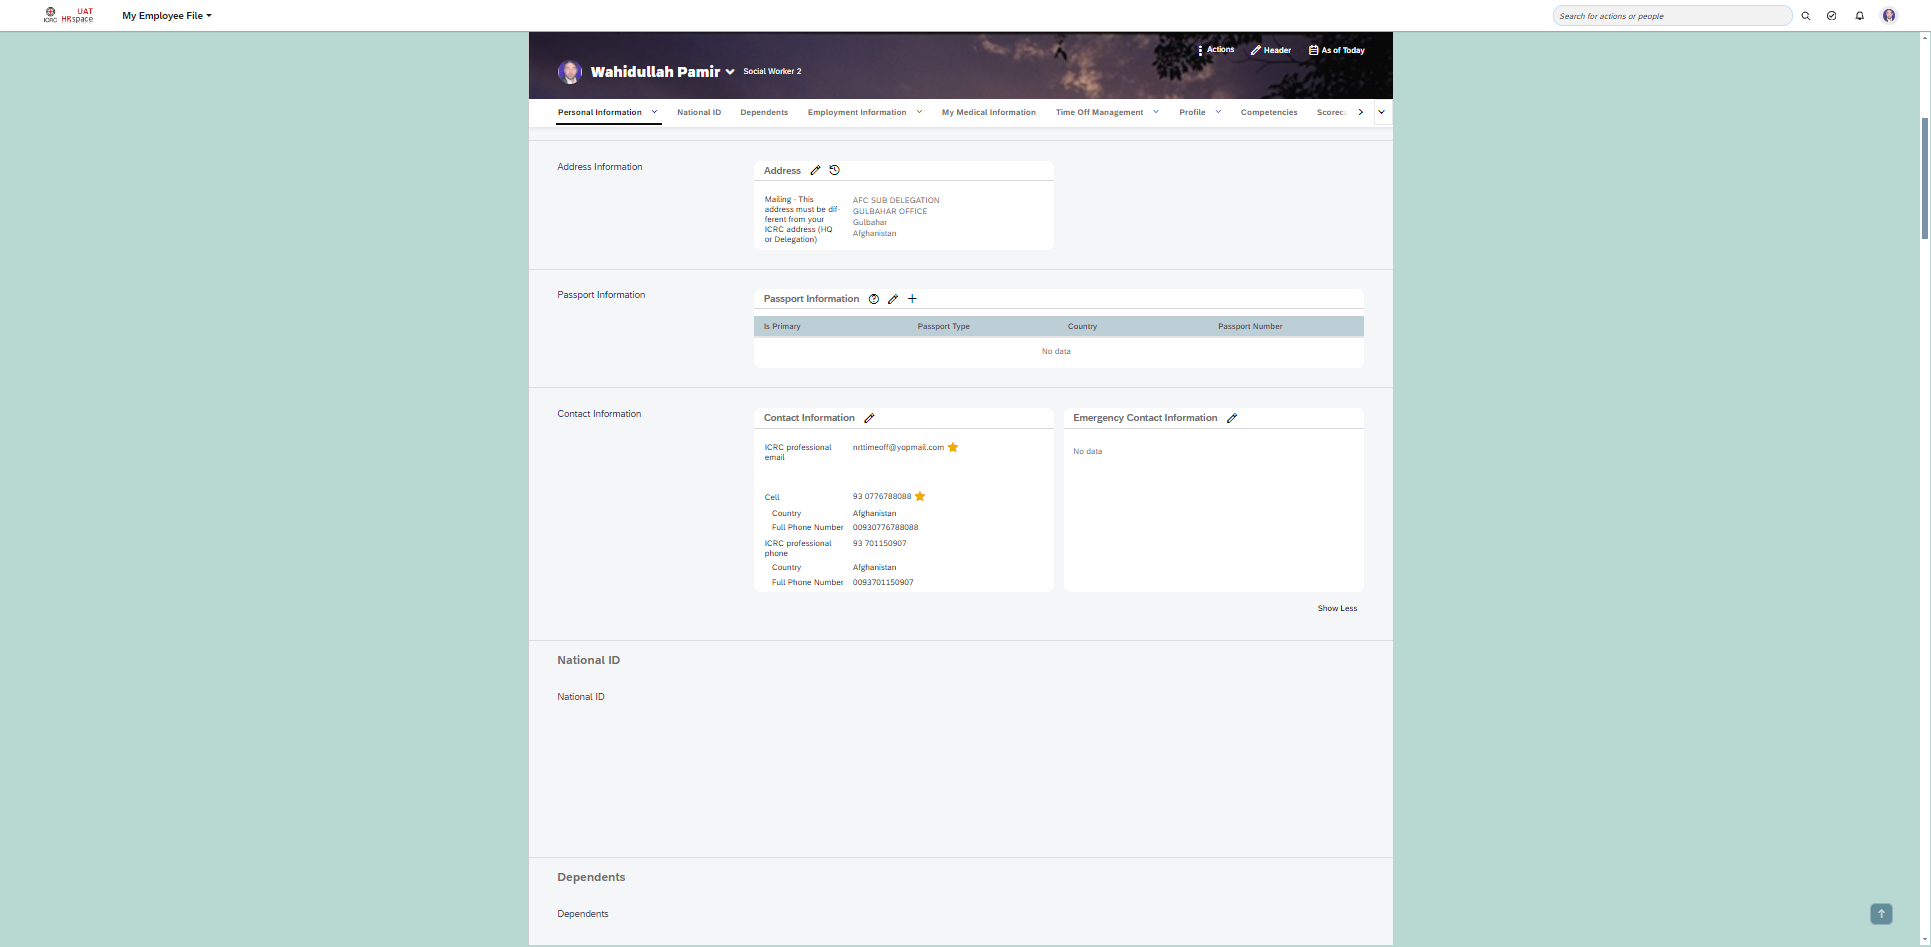 UAT
ICRC HRspace
My Employee File
Search for actions or people
Actions
Header
As of Today
Wahidullah Pamir
Social Worker 2
Personal Information
National ID
Dependents
Employment Information
My Medical Information
Time Off Management
Profile
Competencies
Scorec
Address Information
Address
Mailing - This
address must be dif-
ferent from your
ICRC address (HQ
or Delegation)
AFC SUB DELEGATION
GULBAHAR OFFICE
Gulbahar
Afghanistan
Passport Information
Passport Information
Is Primary
Passport Type
Country
Passport Number
No data
Contact Information
Contact Information
ICRC professional
email
nrttimeoff@yopmail.com
Cell
93 0776788088
Country
Afghanistan
Full Phone Number
00930776788088
ICRC professional
phone
93 701150907
Country
Afghanistan
Full Phone Number
0093701150907
Emergency Contact Information
No data
Show Less
National ID
National ID
Dependents
Dependents